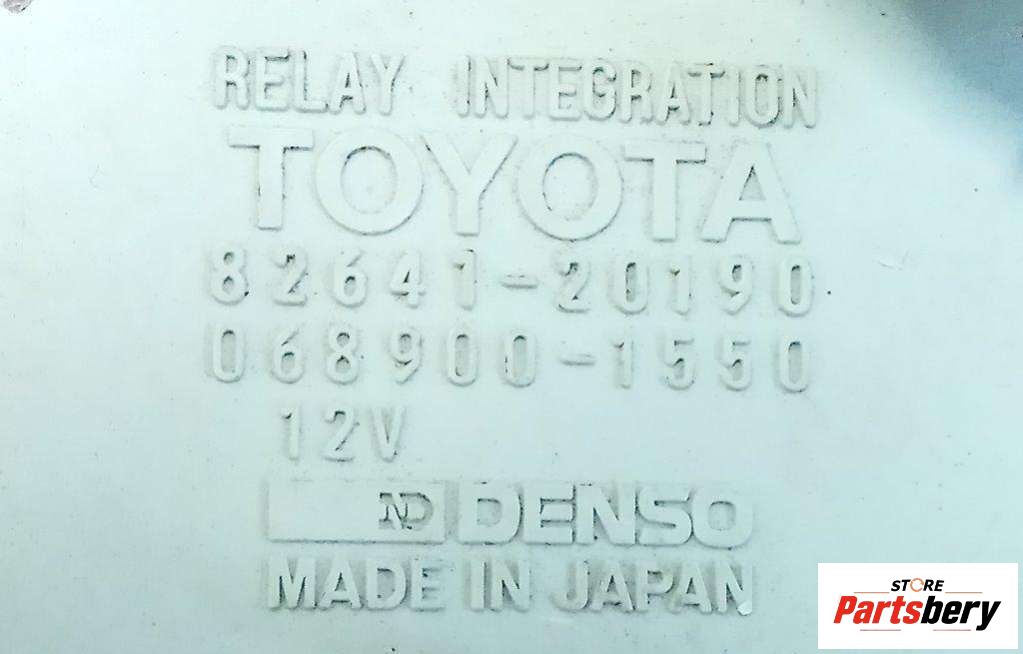 RELAY INTEGRATION
TOYOTA
82641-20190
068900-1550
12V
ND DENSO
MADE IN JAPAN
STORE
Partsbery